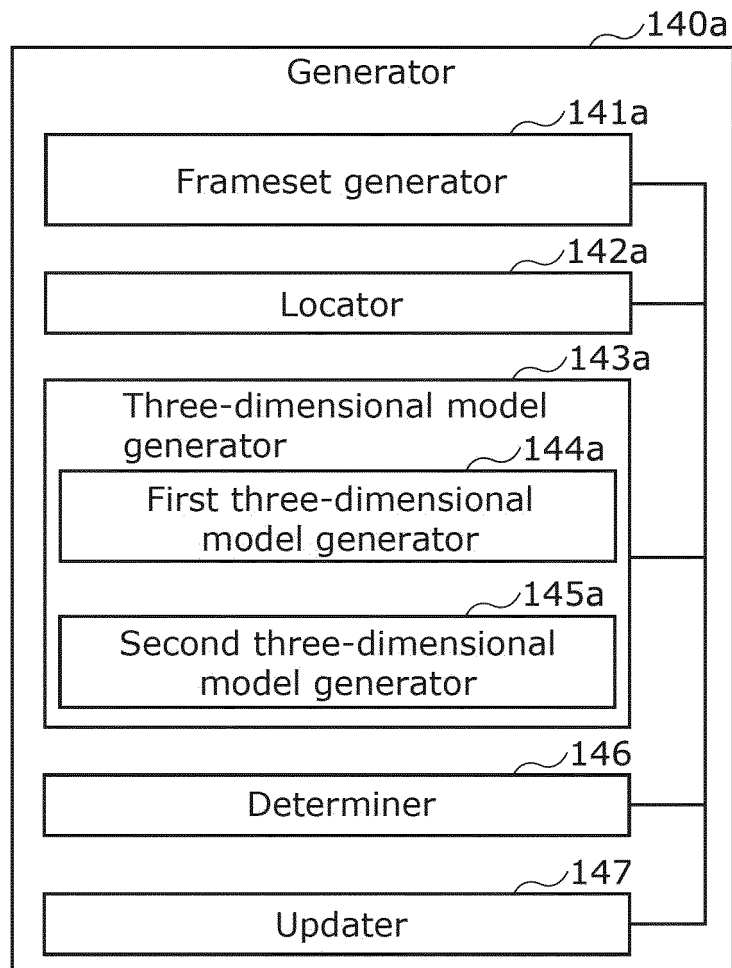 140a
Generator
141a
Frameset generator
142a
Locator
143a
Three-dimensional model
generator
144a
First three-dimensional
model generator
145a
Second three-dimensional
model generator
146
Determiner
147
Updater